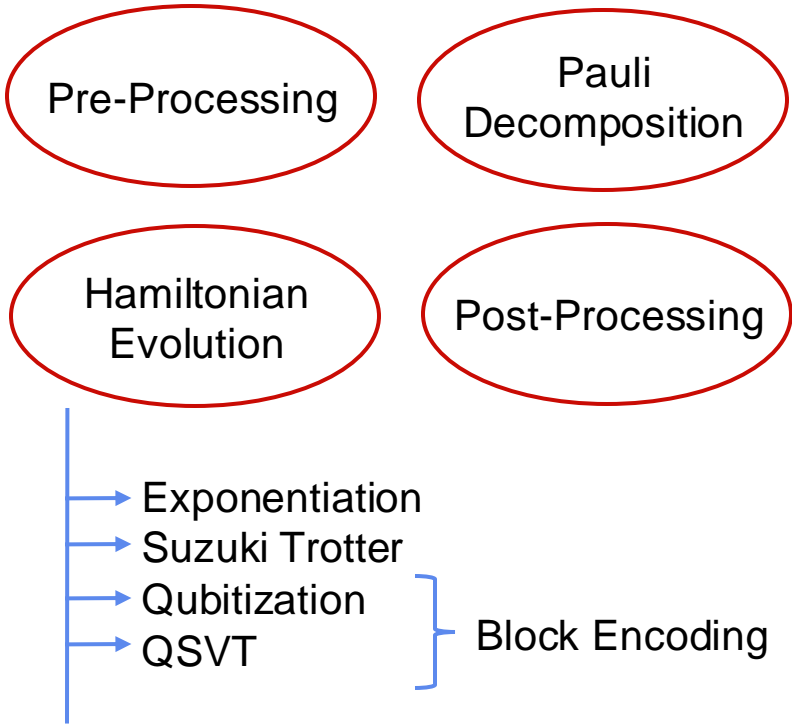 Pre-Processing
Pauli
Decomposition
Hamiltonian
Evolution
Post-Processing
Exponentiation
Suzuki Trotter
Qubitization
QSVT
Block Encoding